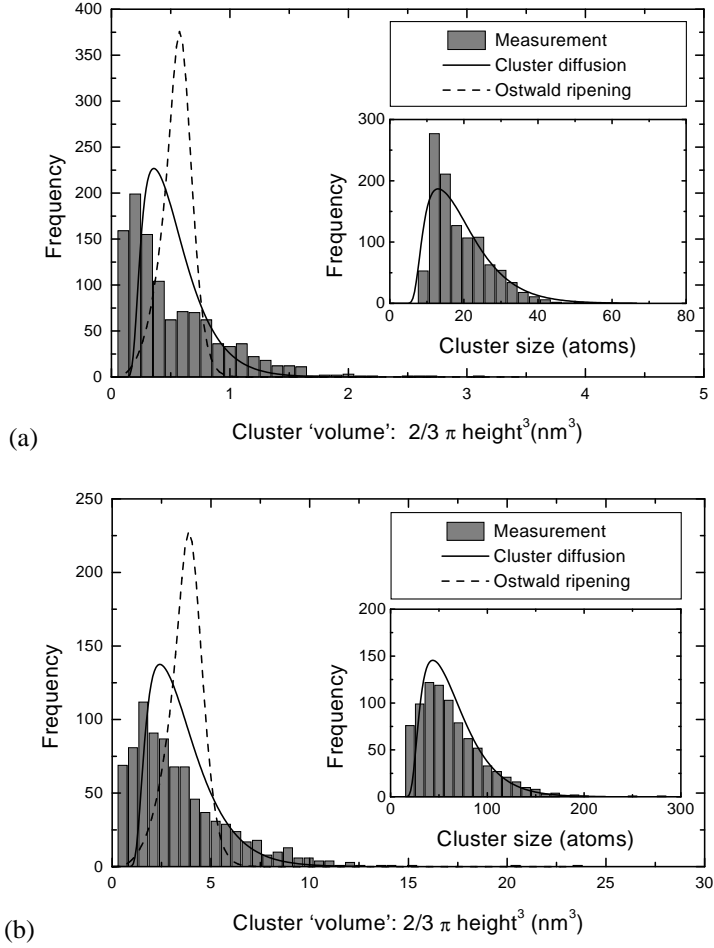 400
350
300
250
200
150
100
50
0
Frequency
Measurement
Cluster diffusion
Ostwald ripening
300
200
100
0
Frequency
0 20 40 60 80
Cluster size (atoms)
0 1 2 3 4 5
(a)
Cluster ‘volume’: 2/3 π height³(nm³)
250
200
150
100
50
0
Frequency
Measurement
Cluster diffusion
Ostwald ripening
200
150
100
50
0
Frequency
0 100 200 300
Cluster size (atoms)
0 5 10 15 20 25 30
(b)
Cluster ‘volume’: 2/3 π height³ (nm³)